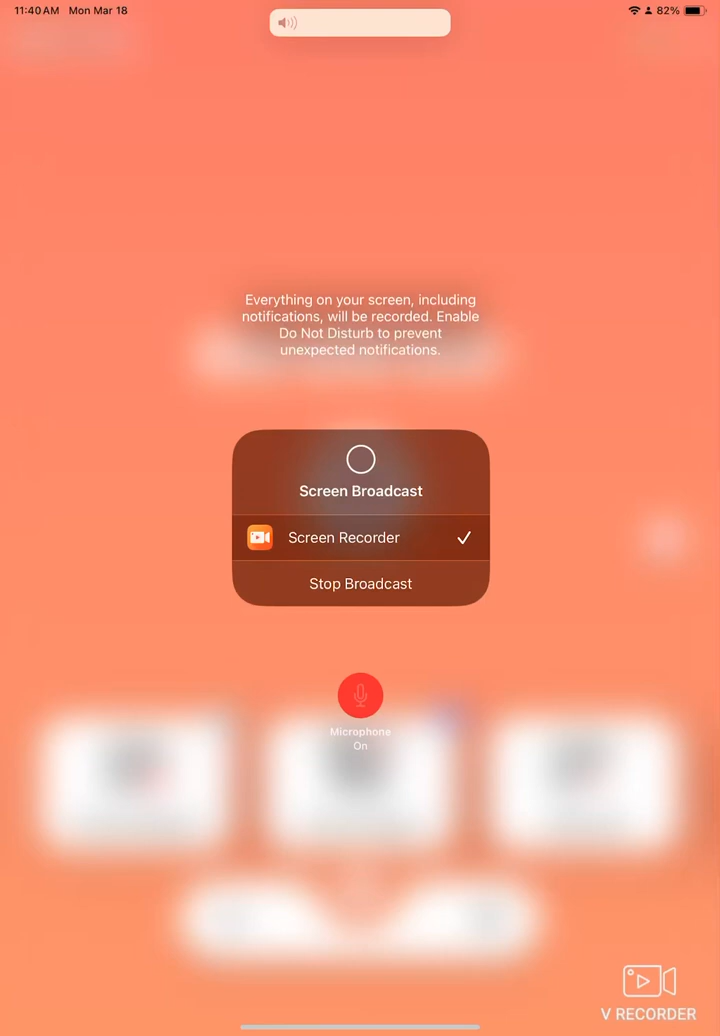 11:40 AM Mon Mar 18
82%
Everything on your screen, including
notifications, will be recorded. Enable
Do Not Disturb to prevent
unexpected notifications.
Screen Broadcast
Screen Recorder
Stop Broadcast
Microphone
On
V RECORDER